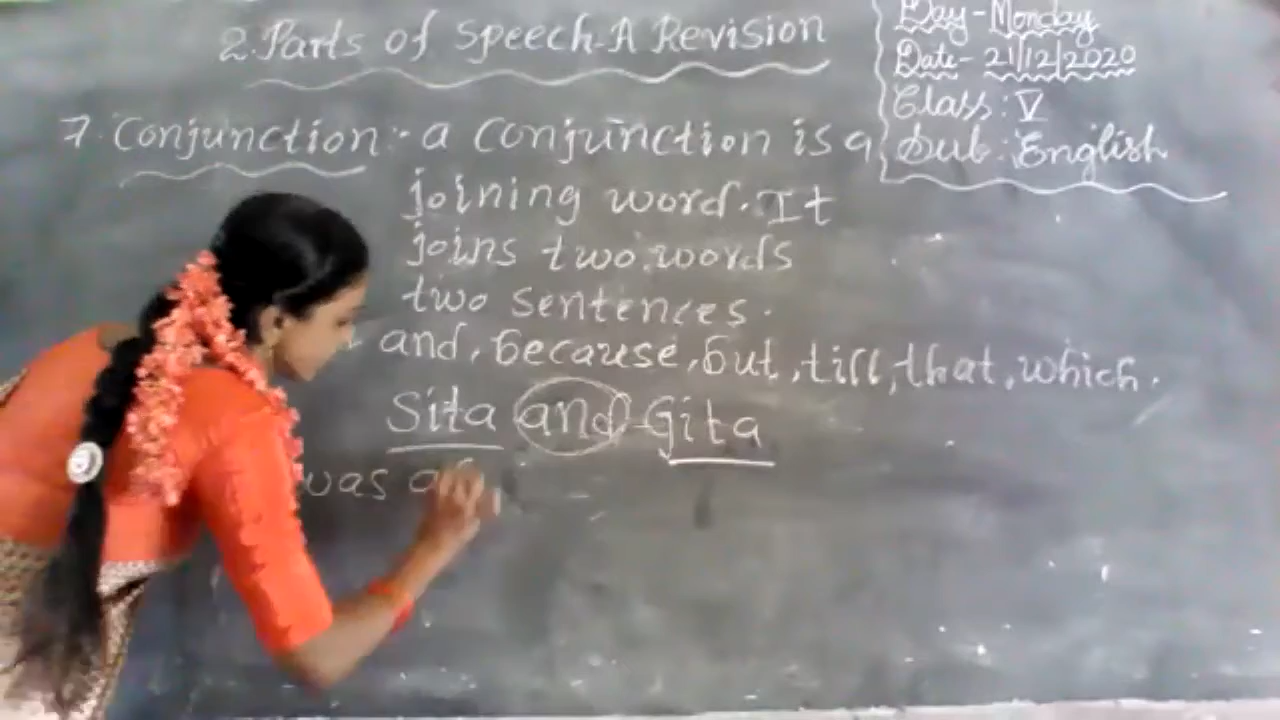 2. Parts of Speech-A Revision
Day-Monday
Date- 21/12/2020
Class: V
Sub: English
7. Conjunction:- a conjunction is a
joining word. It
joins two words
two sentences.
and, because, but, till, that, which.
Sita and Gita
was